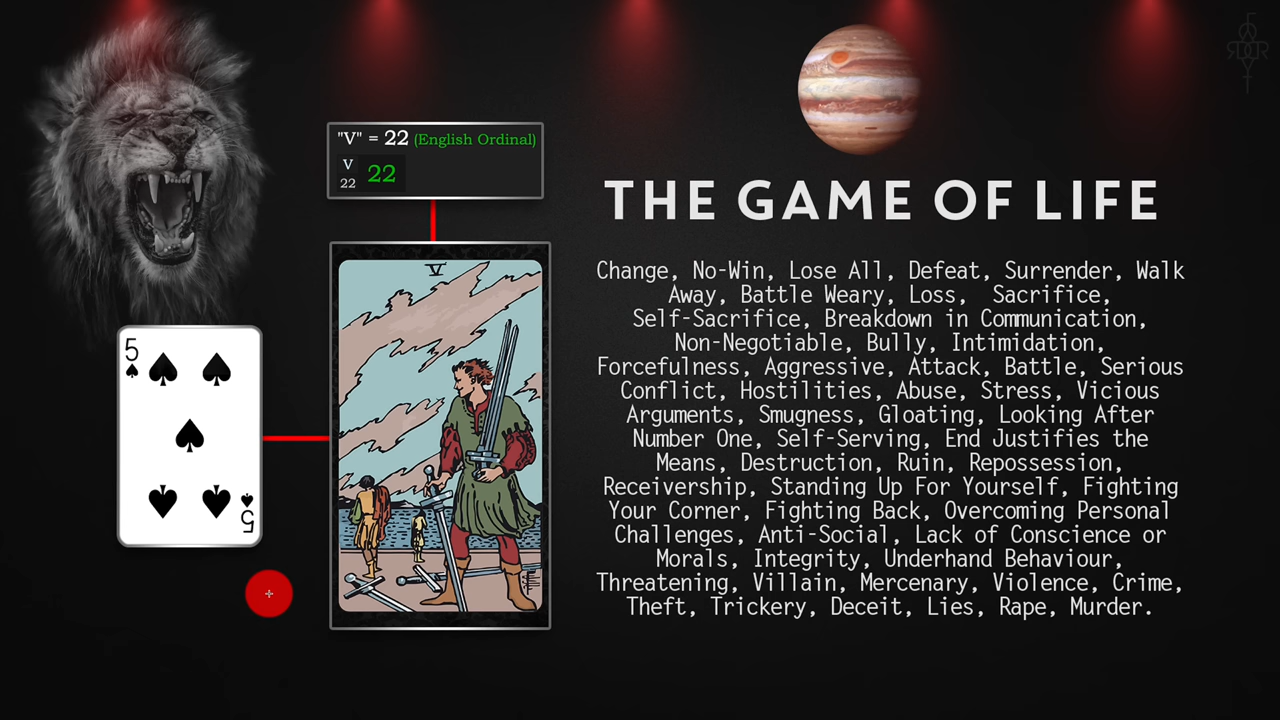 "V" = 22 (English Ordinal)
V
22
22
THE GAME OF LIFE
Change, No-Win, Lose All, Defeat, Surrender, Walk
Away, Battle Weary, Loss, Sacrifice,
Self-Sacrifice, Breakdown in Communication,
Non-Negotiable, Bully, Intimidation,
Forcefulness, Aggressive, Attack, Battle, Serious
Conflict, Hostilities, Abuse, Stress, Vicious
Arguments, Smugness, Gloating, Looking After
Number One, Self-Serving, End Justifies the
Means, Destruction, Ruin, Repossession,
Receivership, Standing Up For Yourself, Fighting
Your Corner, Fighting Back, Overcoming Personal
Challenges, Anti-Social, Lack of Conscience or
Morals, Integrity, Underhand Behaviour,
Threatening, Villain, Mercenary, Violence, Crime,
Theft, Trickery, Deceit, Lies, Rape, Murder.
V
5
5